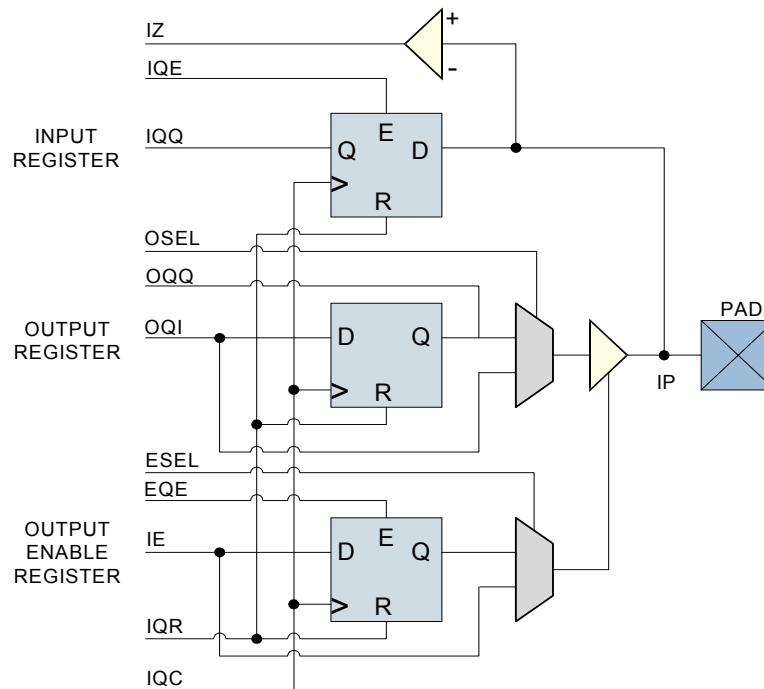 IZ
+
-
IQE
INPUT
REGISTER
IQQ
Q
E
D
>
R
OSEL
OQQ
OUTPUT
REGISTER
OQI
D
Q
>
R
PAD
IP
ESEL
EQE
OUTPUT
ENABLE
REGISTER
IE
D
E
Q
>
R
IQR
IQC